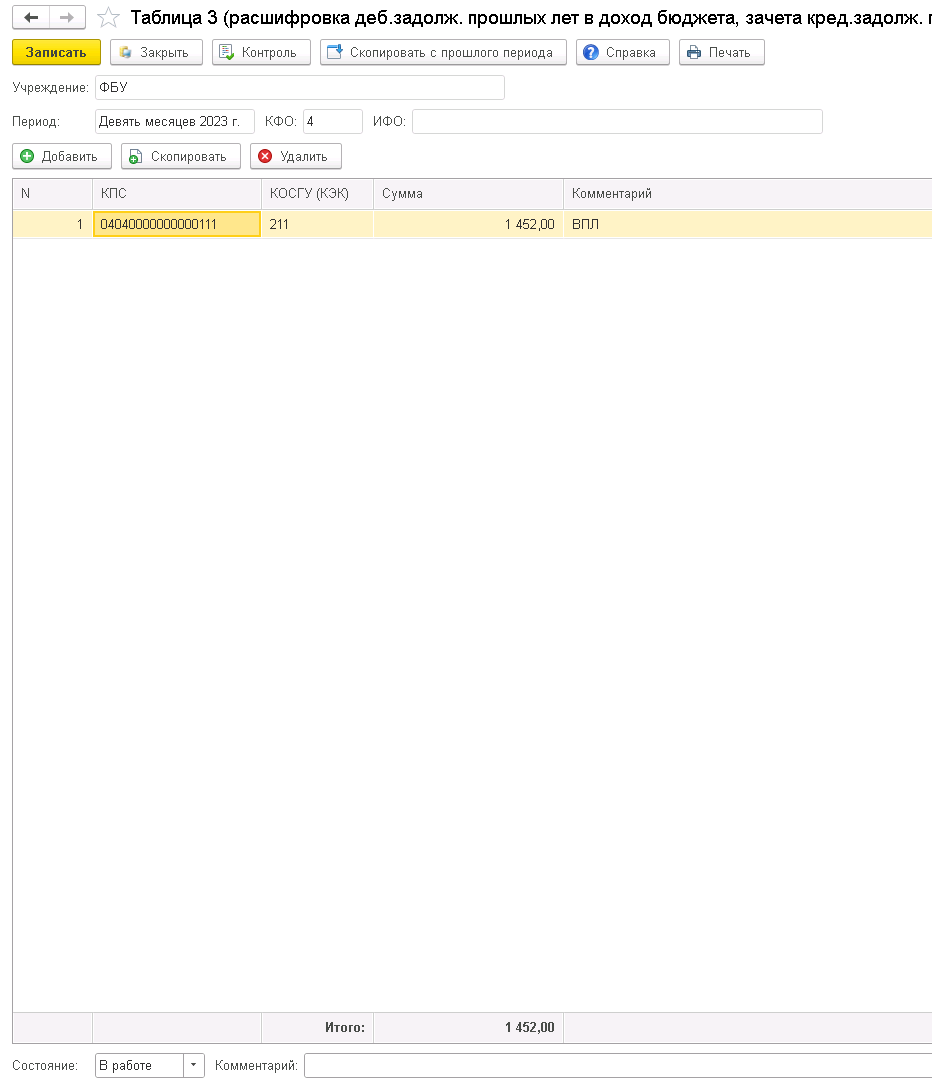 Таблица 3 (расшифровка деб.задолж. прошлых лет в доход бюджета, зачета кред.задолж.
Записать Закрыть Контроль Скопировать с прошлого периода Справка Печать
Учреждение: ФБУ
Период: Девять месяцев 2023 г. КФО: 4 ИФО:
Добавить Скопировать Удалить
N КПС КОСГУ (КЭК) Сумма Комментарий
1 04040000000000111 211 1 452,00 ВПЛ
Итого: 1 452,00
Состояние: В работе Комментарий: